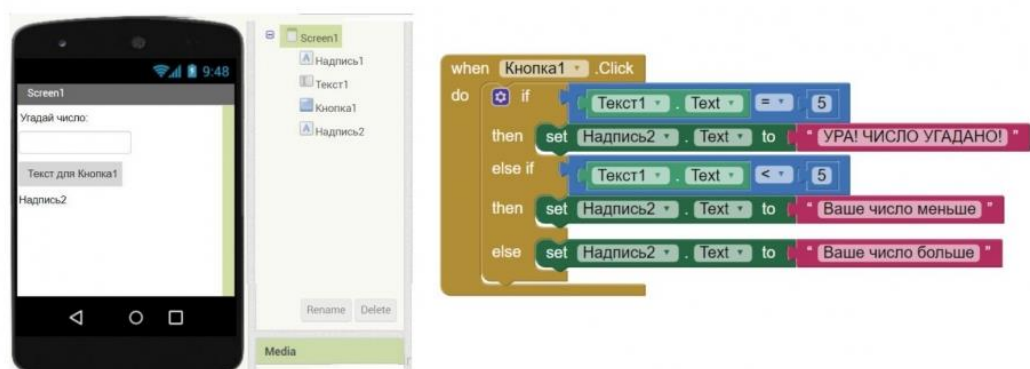 9:48
Screen1
Угадай число:
Текст для Кнопка1
Надпись2
Screen1
Надпись1
Текст1
Кнопка1
Надпись2
Rename Delete
Media
when Кнопка1 .Click
do if Текст1 . Text = 5
then set Надпись2 . Text to " УРА! ЧИСЛО УГАДАНО! "
else if Текст1 . Text < 5
then set Надпись2 . Text to " Ваше число меньше "
else set Надпись2 . Text to " Ваше число больше "